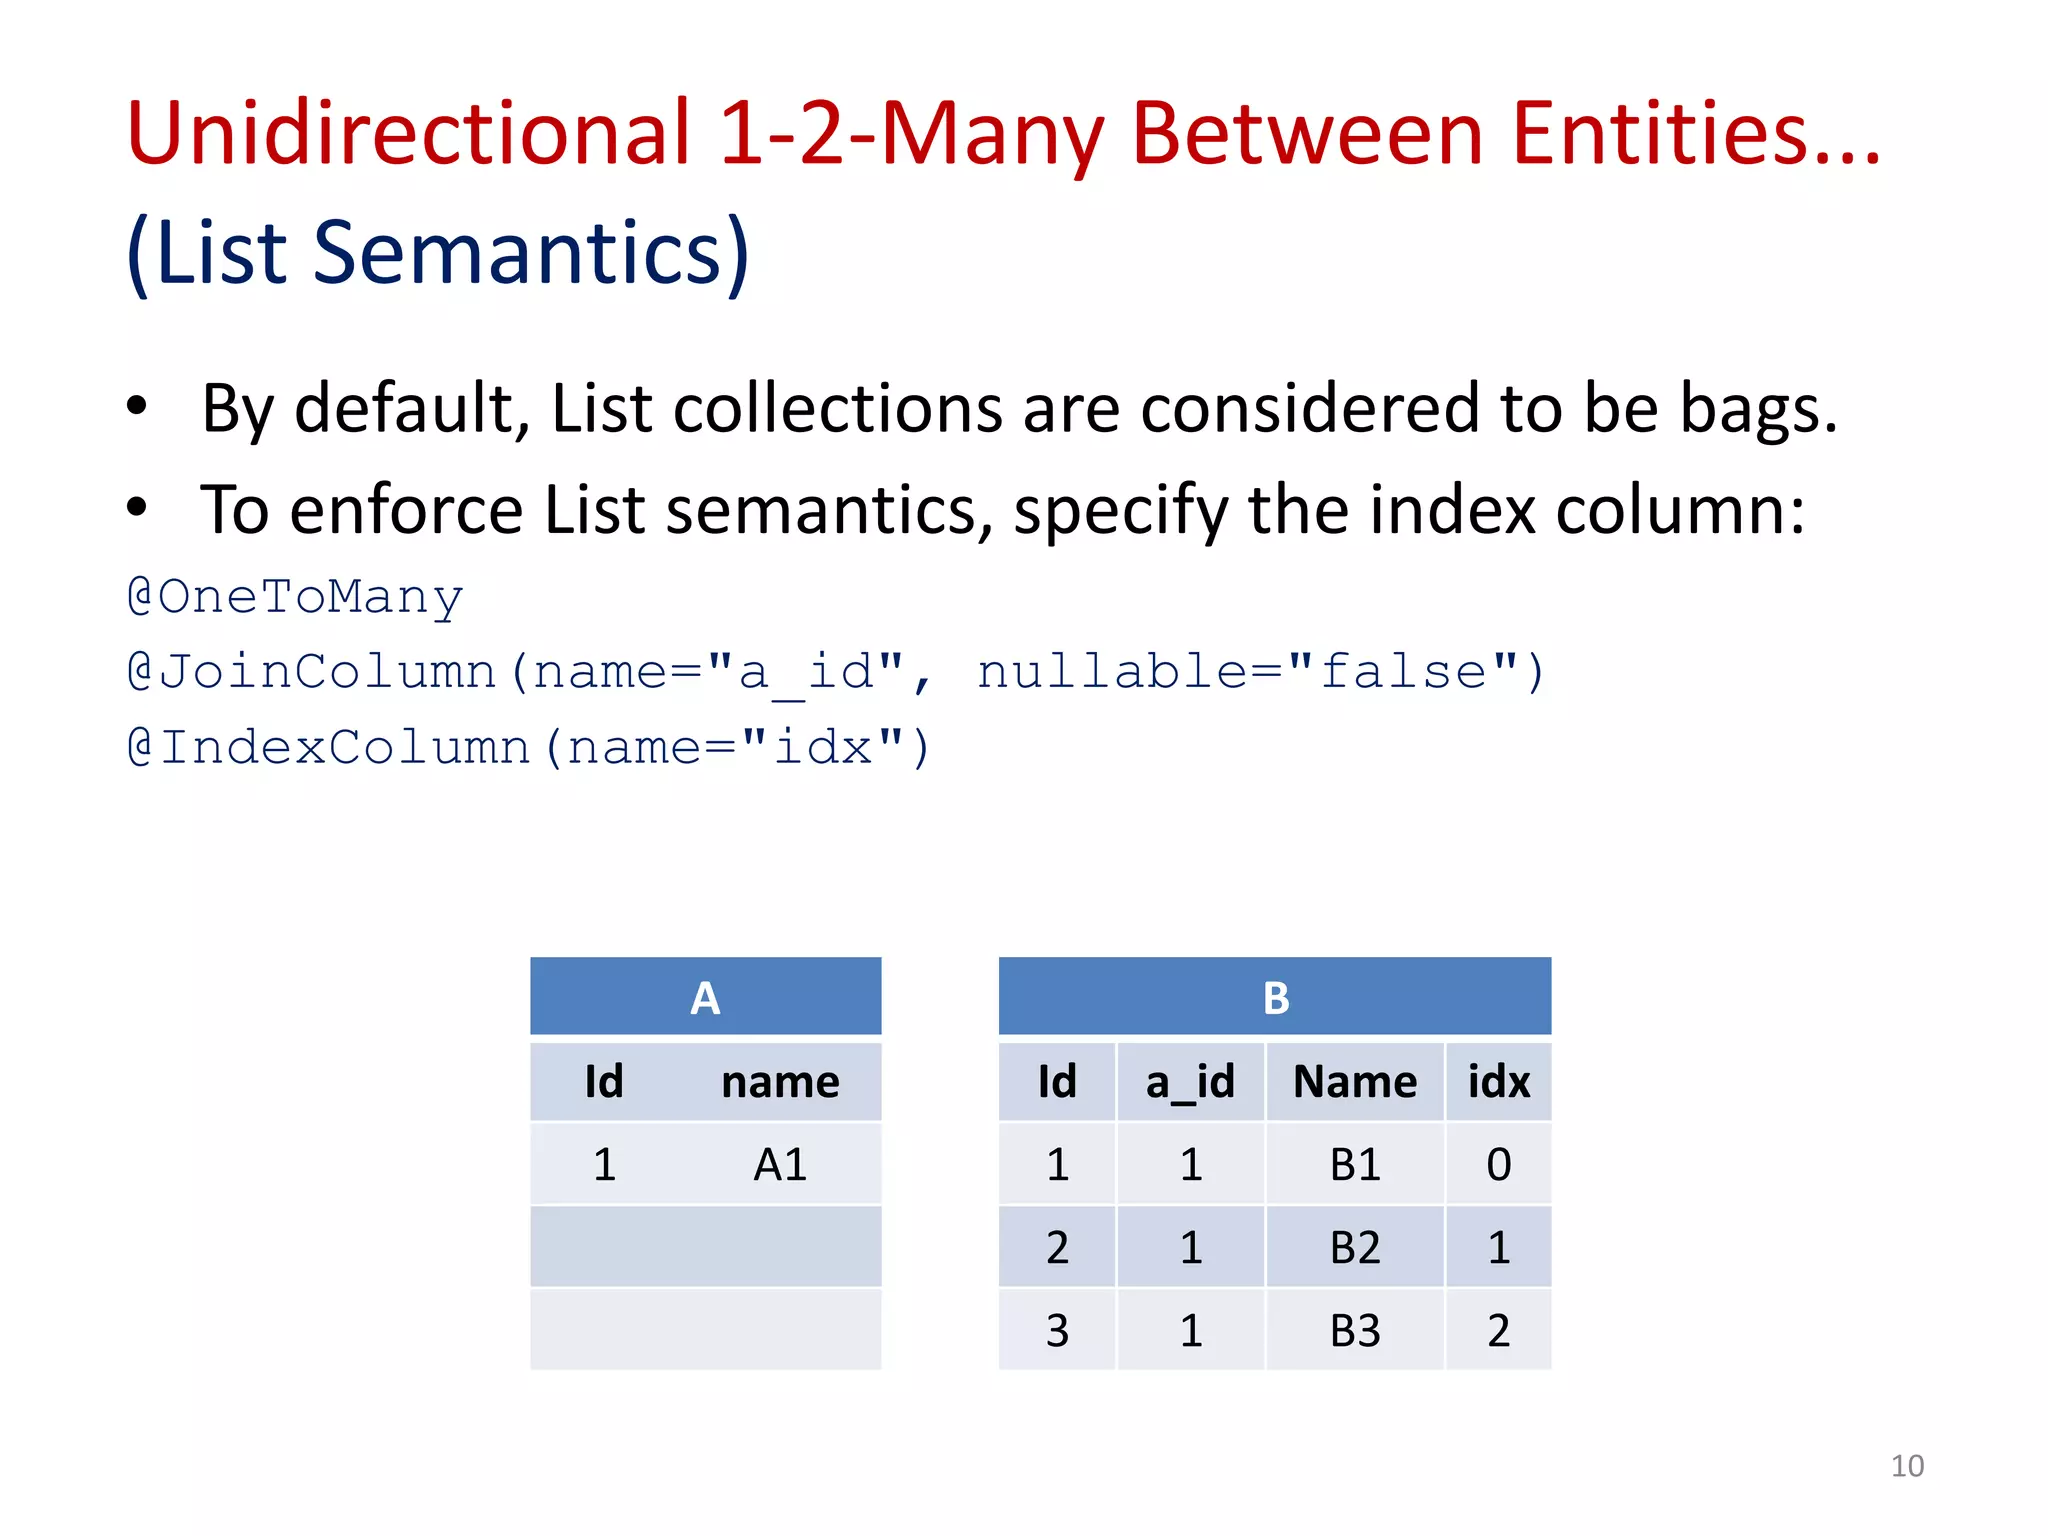 Unidirectional 1-2-Many Between Entities...
(List Semantics)
• By default, List collections are considered to be bags.
• To enforce List semantics, specify the index column:
@OneToMany
@JoinColumn(name="a_id", nullable="false")
@IndexColumn(name="idx")
A
Id name
1 A1
B
Id a_id Name idx
1 1 B1 0
2 1 B2 1
3 1 B3 2
10